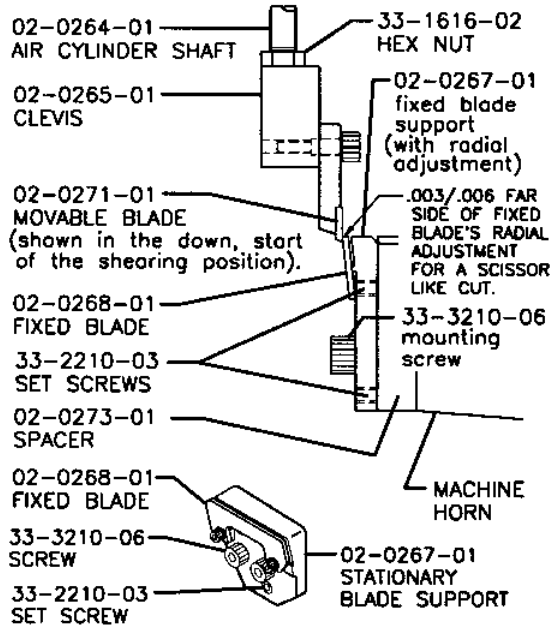 02-0264-01
AIR CYLINDER SHAFT
33-1616-02
HEX NUT
02-0265-01
CLEVIS
02-0267-01
fixed blade
support
(with radial
adjustment)
02-0271-01
MOVABLE BLADE
(shown in the down, start
of the shearing position).
.003/.006 FAR
SIDE OF FIXED
BLADE'S RADIAL
ADJUSTMENT
FOR A SCISSOR
LIKE CUT.
02-0268-01
FIXED BLADE
33-3210-06
mounting
screw
33-2210-03
SET SCREWS
02-0273-01
SPACER
MACHINE
HORN
02-0268-01
FIXED BLADE
33-3210-06
SCREW
33-2210-03
SET SCREW
02-0267-01
STATIONARY
BLADE SUPPORT